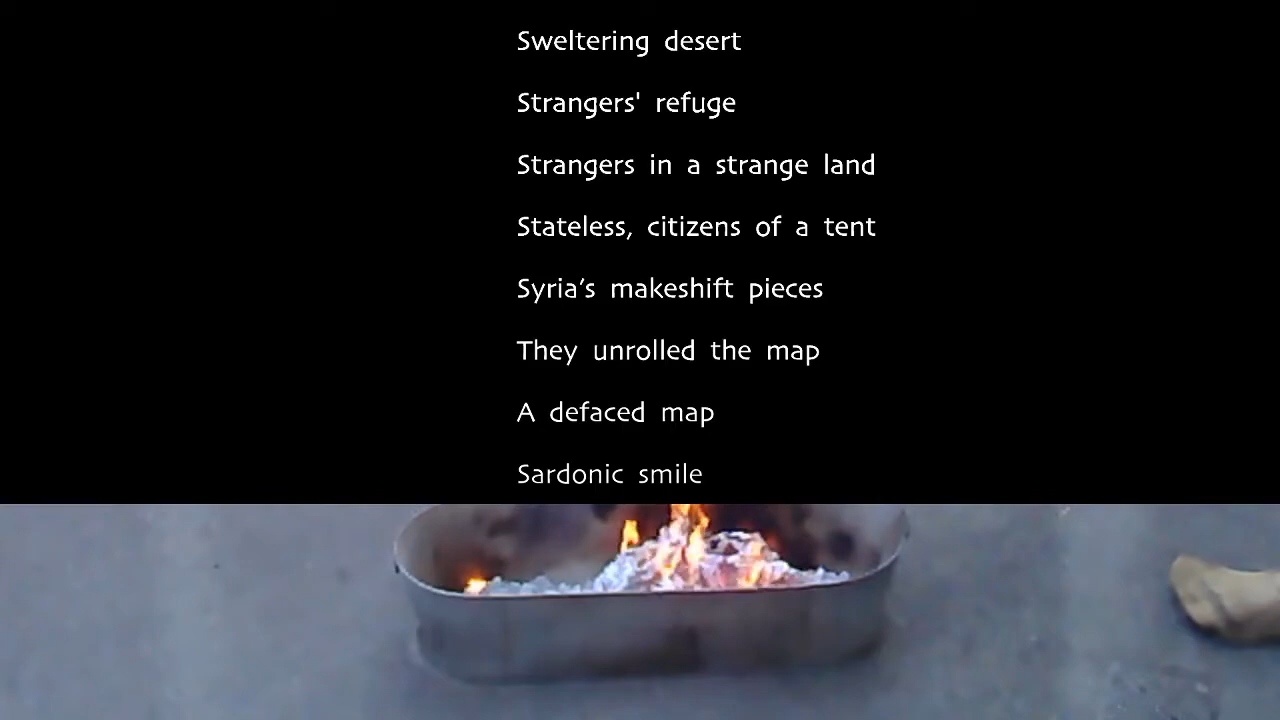 Sweltering desert
Strangers' refuge
Strangers in a strange land
Stateless, citizens of a tent
Syria’s makeshift pieces
They unrolled the map
A defaced map
Sardonic smile